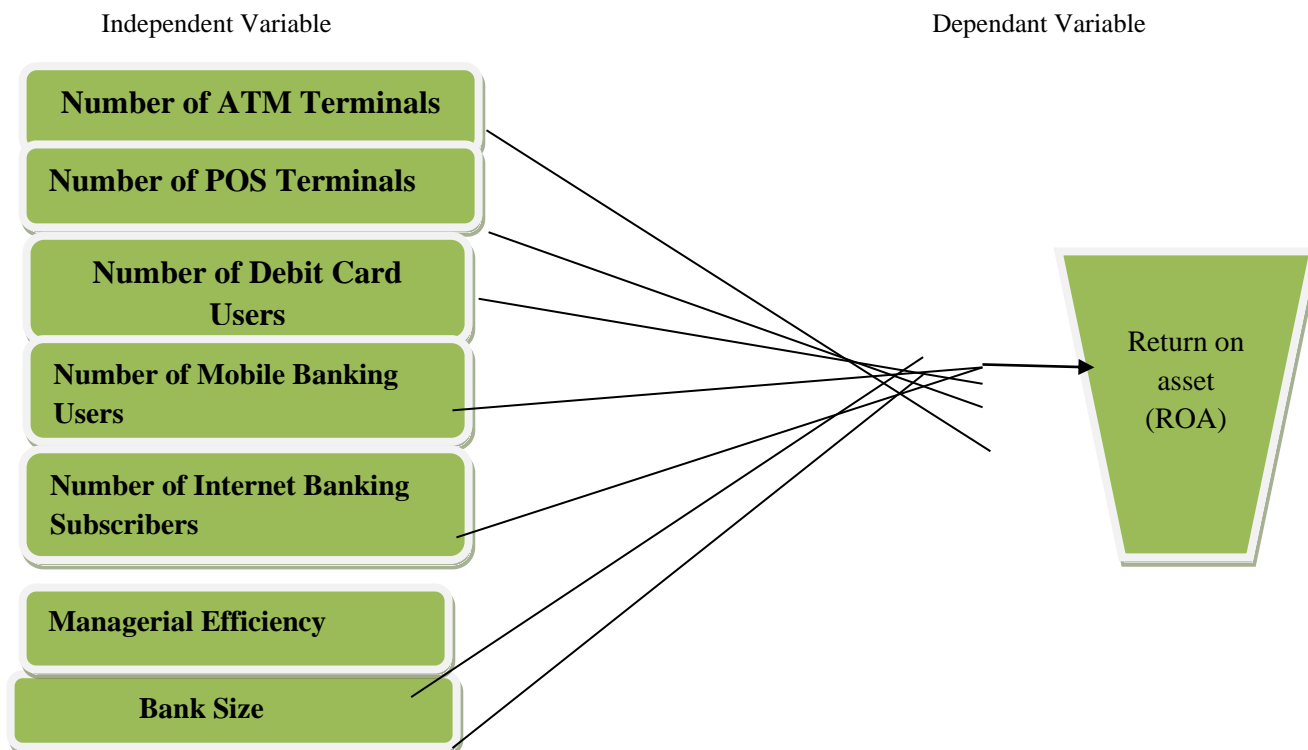 Independent Variable
Dependant Variable
Number of ATM Terminals
Number of POS Terminals
Number of Debit Card
Users
Number of Mobile Banking
Users
Number of Internet Banking
Subscribers
Managerial Efficiency
Bank Size
Return on
asset
(ROA)